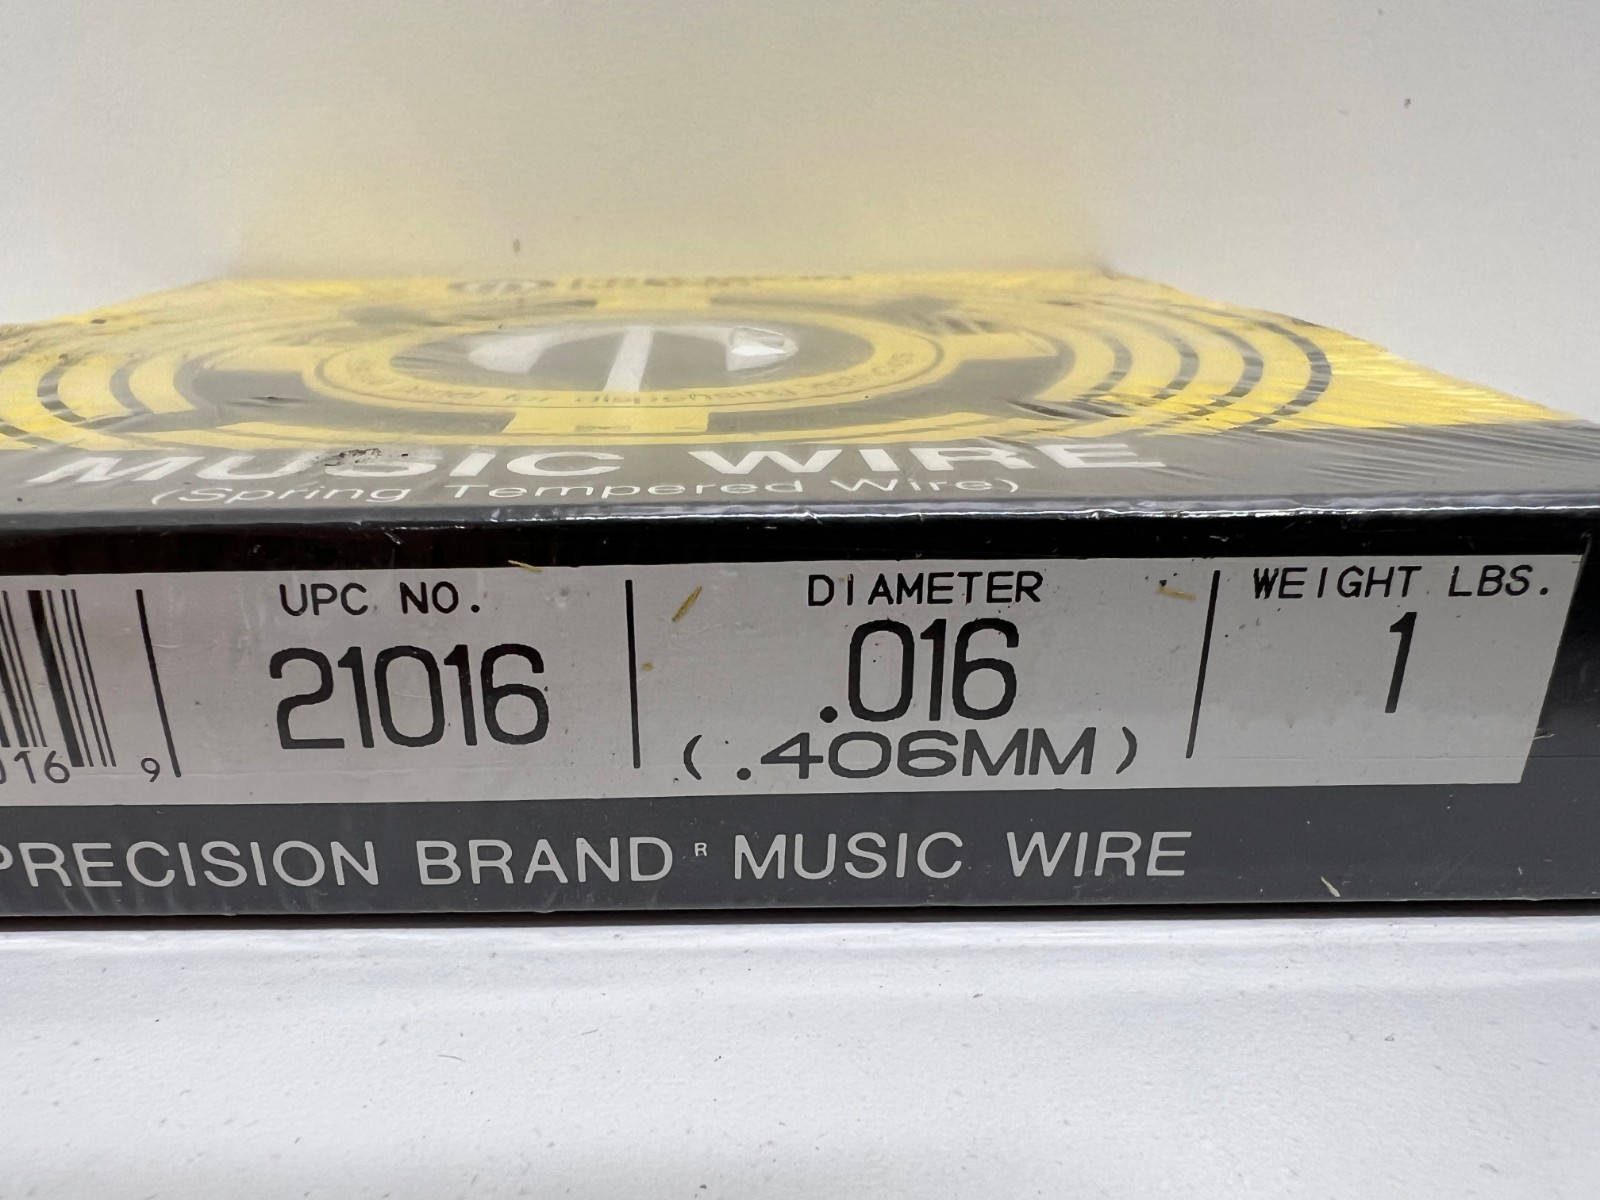 MUSIC WIRE
(Spring Tempered Wire)
UPC NO.
21016
DIAMETER
.016
(.406MM)
WEIGHT LBS.
1
016 9
PRECISION BRAND® MUSIC WIRE